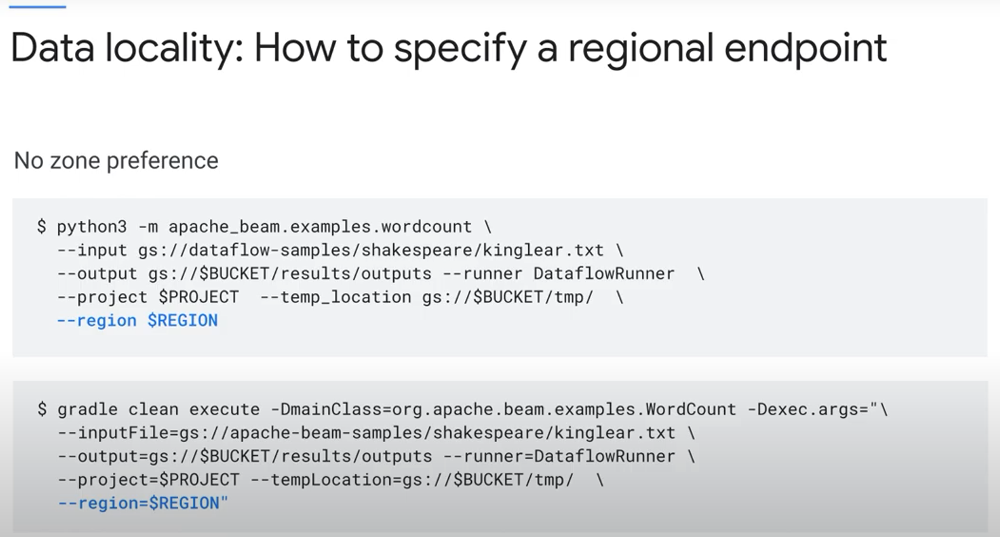 Data locality: How to specify a regional endpoint
No zone preference
$ python3 -m apache_beam.examples.wordcount \
--input gs://dataflow-samples/shakespeare/kinglear.txt \
--output gs://$BUCKET/results/outputs --runner DataflowRunner  \
--project $PROJECT  --temp_location gs://$BUCKET/tmp/  \
--region $REGION
$ gradle clean execute -DmainClass=org.apache.beam.examples.WordCount -Dexec.args="\
--inputFile=gs://apache-beam-samples/shakespeare/kinglear.txt \
--output=gs://$BUCKET/results/outputs --runner=DataflowRunner \
--project=$PROJECT --tempLocation=gs://$BUCKET/tmp/  \
--region=$REGION"